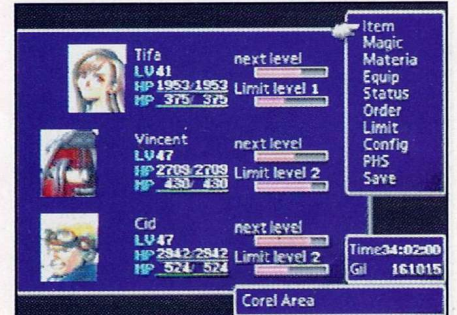 Tifa
LV41
HP 1953/1953
MP 375/ 375
next level
Limit level 1
Vincent
LV47
HP 2709/2709
MP 430/ 430
next level
Limit level 2
Cid
LV47
HP 2942/2942
MP 524/ 524
next level
Limit level 2
Item
Magic
Materia
Equip
Status
Order
Limit
Config
PHS
Save
Time34:02:00
Gil 161015
Corel Area